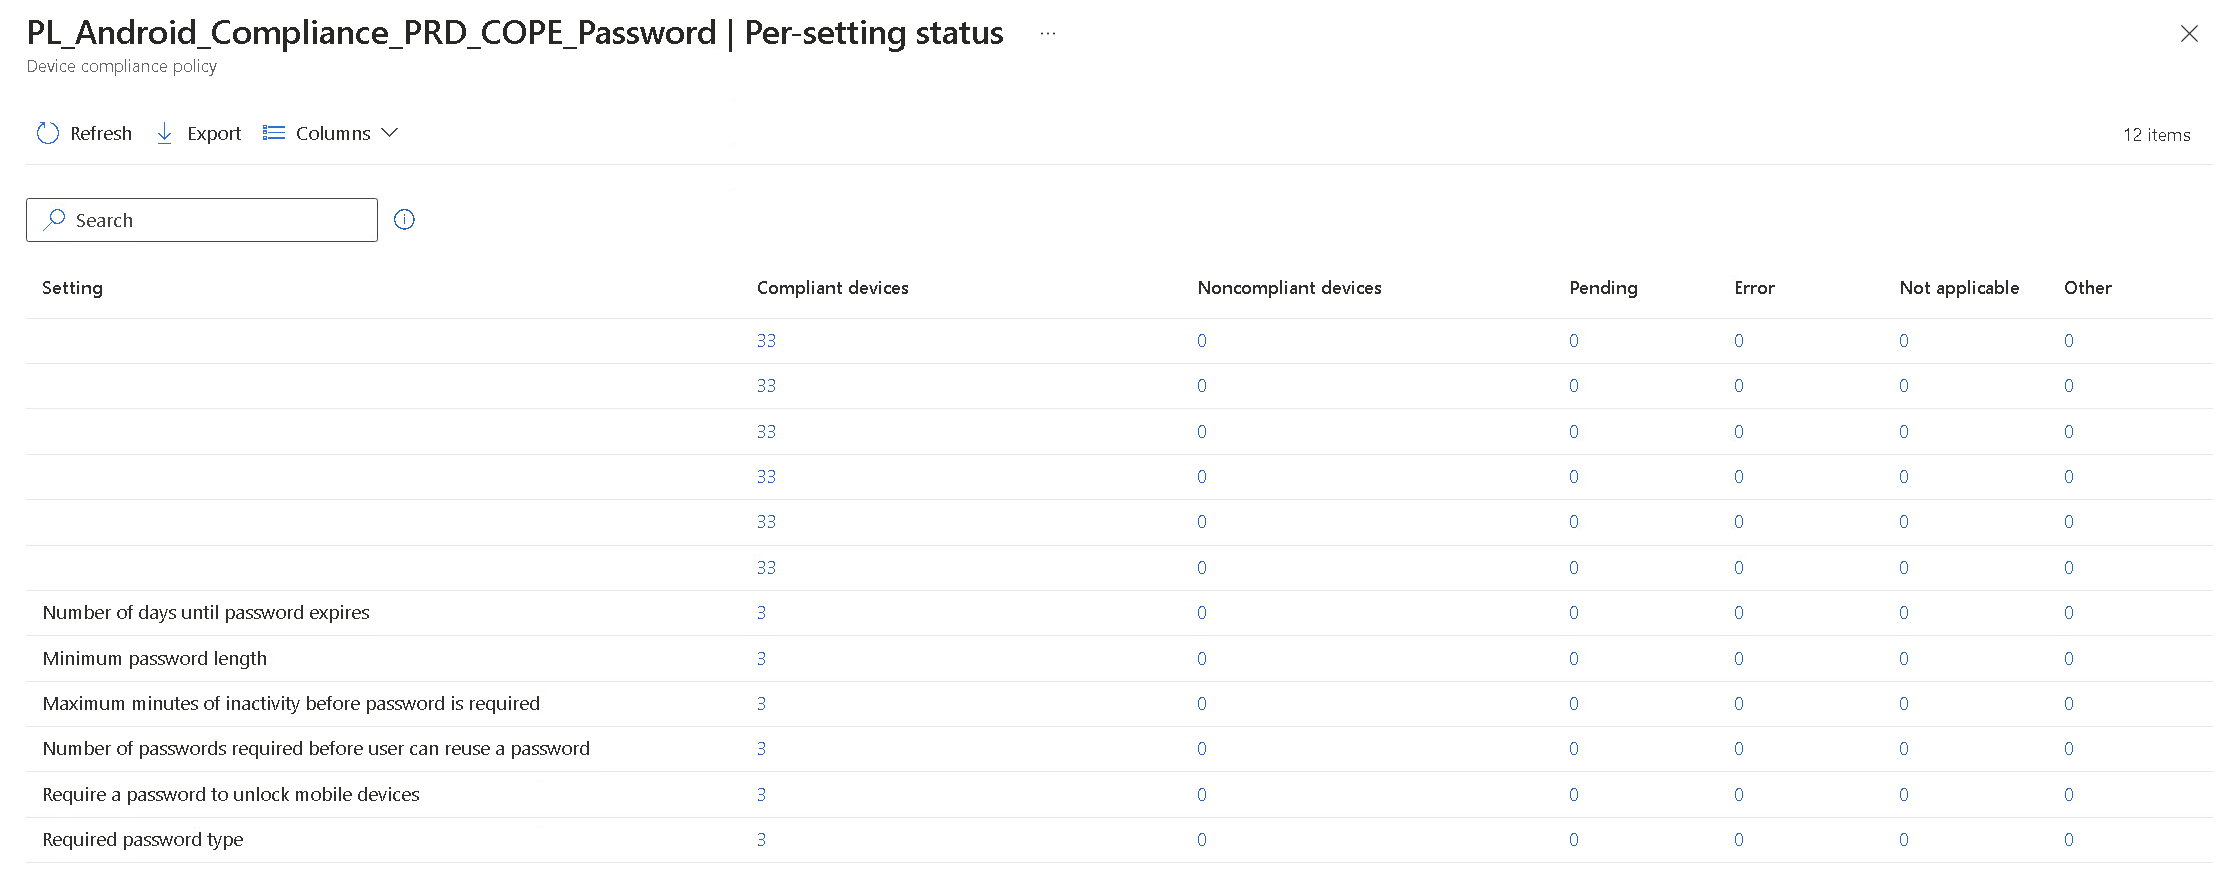 PL_Android_Compliance_PRD_COPE_Password | Per-setting status ...
Device compliance policy
Refresh Export Columns 12 items
Search
Setting Compliant devices Noncompliant devices Pending Error Not applicable Other
33 0 0 0 0 0
33 0 0 0 0 0
33 0 0 0 0 0
33 0 0 0 0 0
33 0 0 0 0 0
33 0 0 0 0 0
Number of days until password expires 3 0 0 0 0 0
Minimum password length 3 0 0 0 0 0
Maximum minutes of inactivity before password is required 3 0 0 0 0 0
Number of passwords required before user can reuse a password 3 0 0 0 0 0
Require a password to unlock mobile devices 3 0 0 0 0 0
Required password type 3 0 0 0 0 0